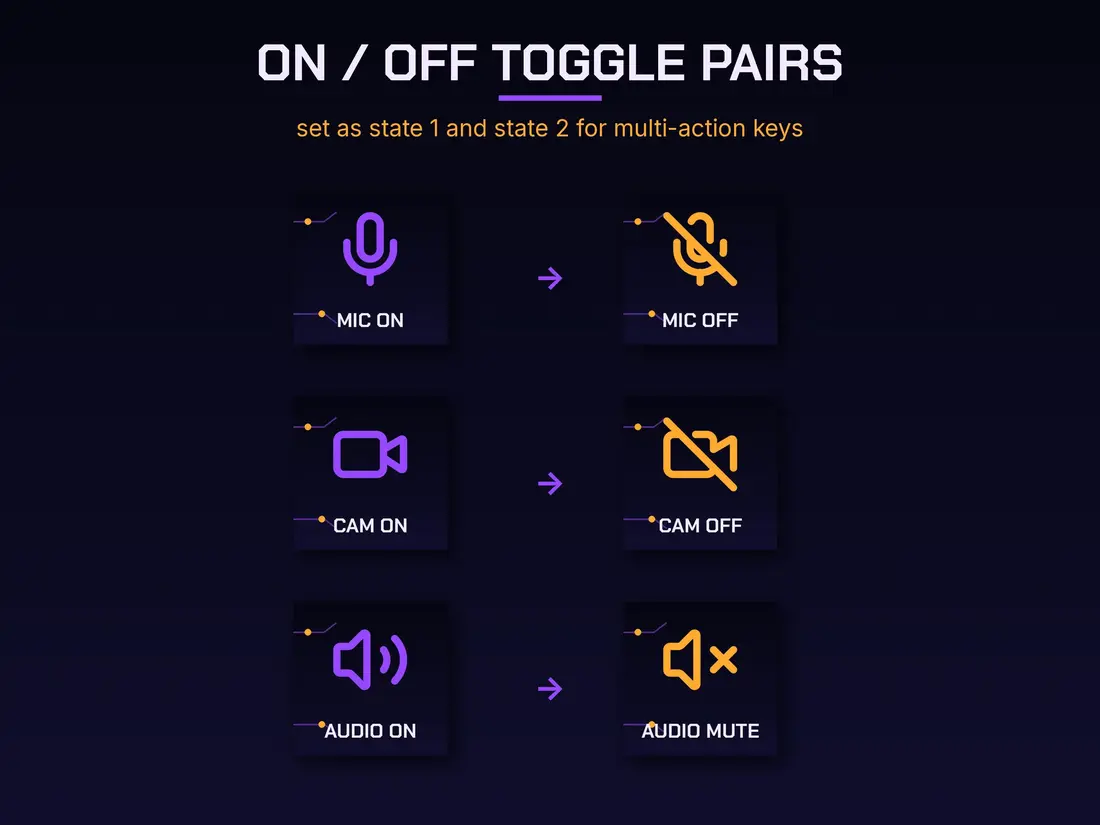 ON / OFF TOGGLE PAIRS
set as state 1 and state 2 for multi-action keys
MIC ON
MIC OFF
CAM ON
CAM OFF
AUDIO ON
AUDIO MUTE